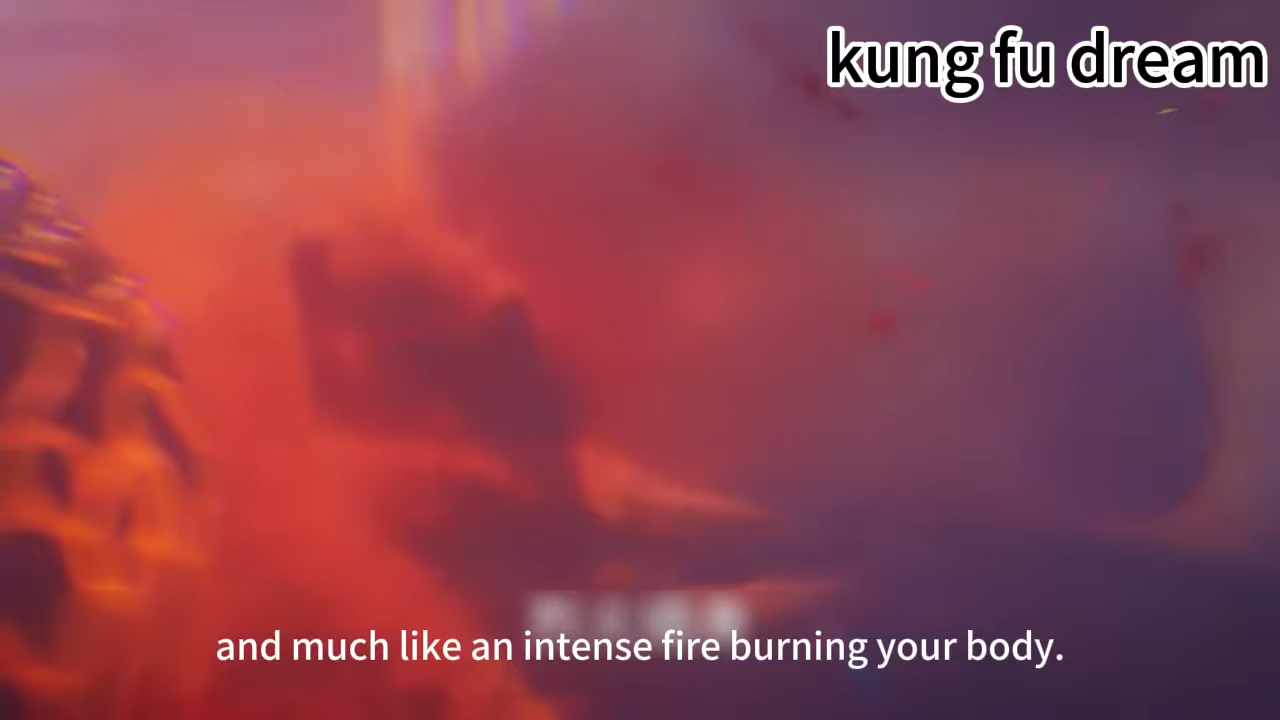 kung fu dream
and much like an intense fire burning your body.